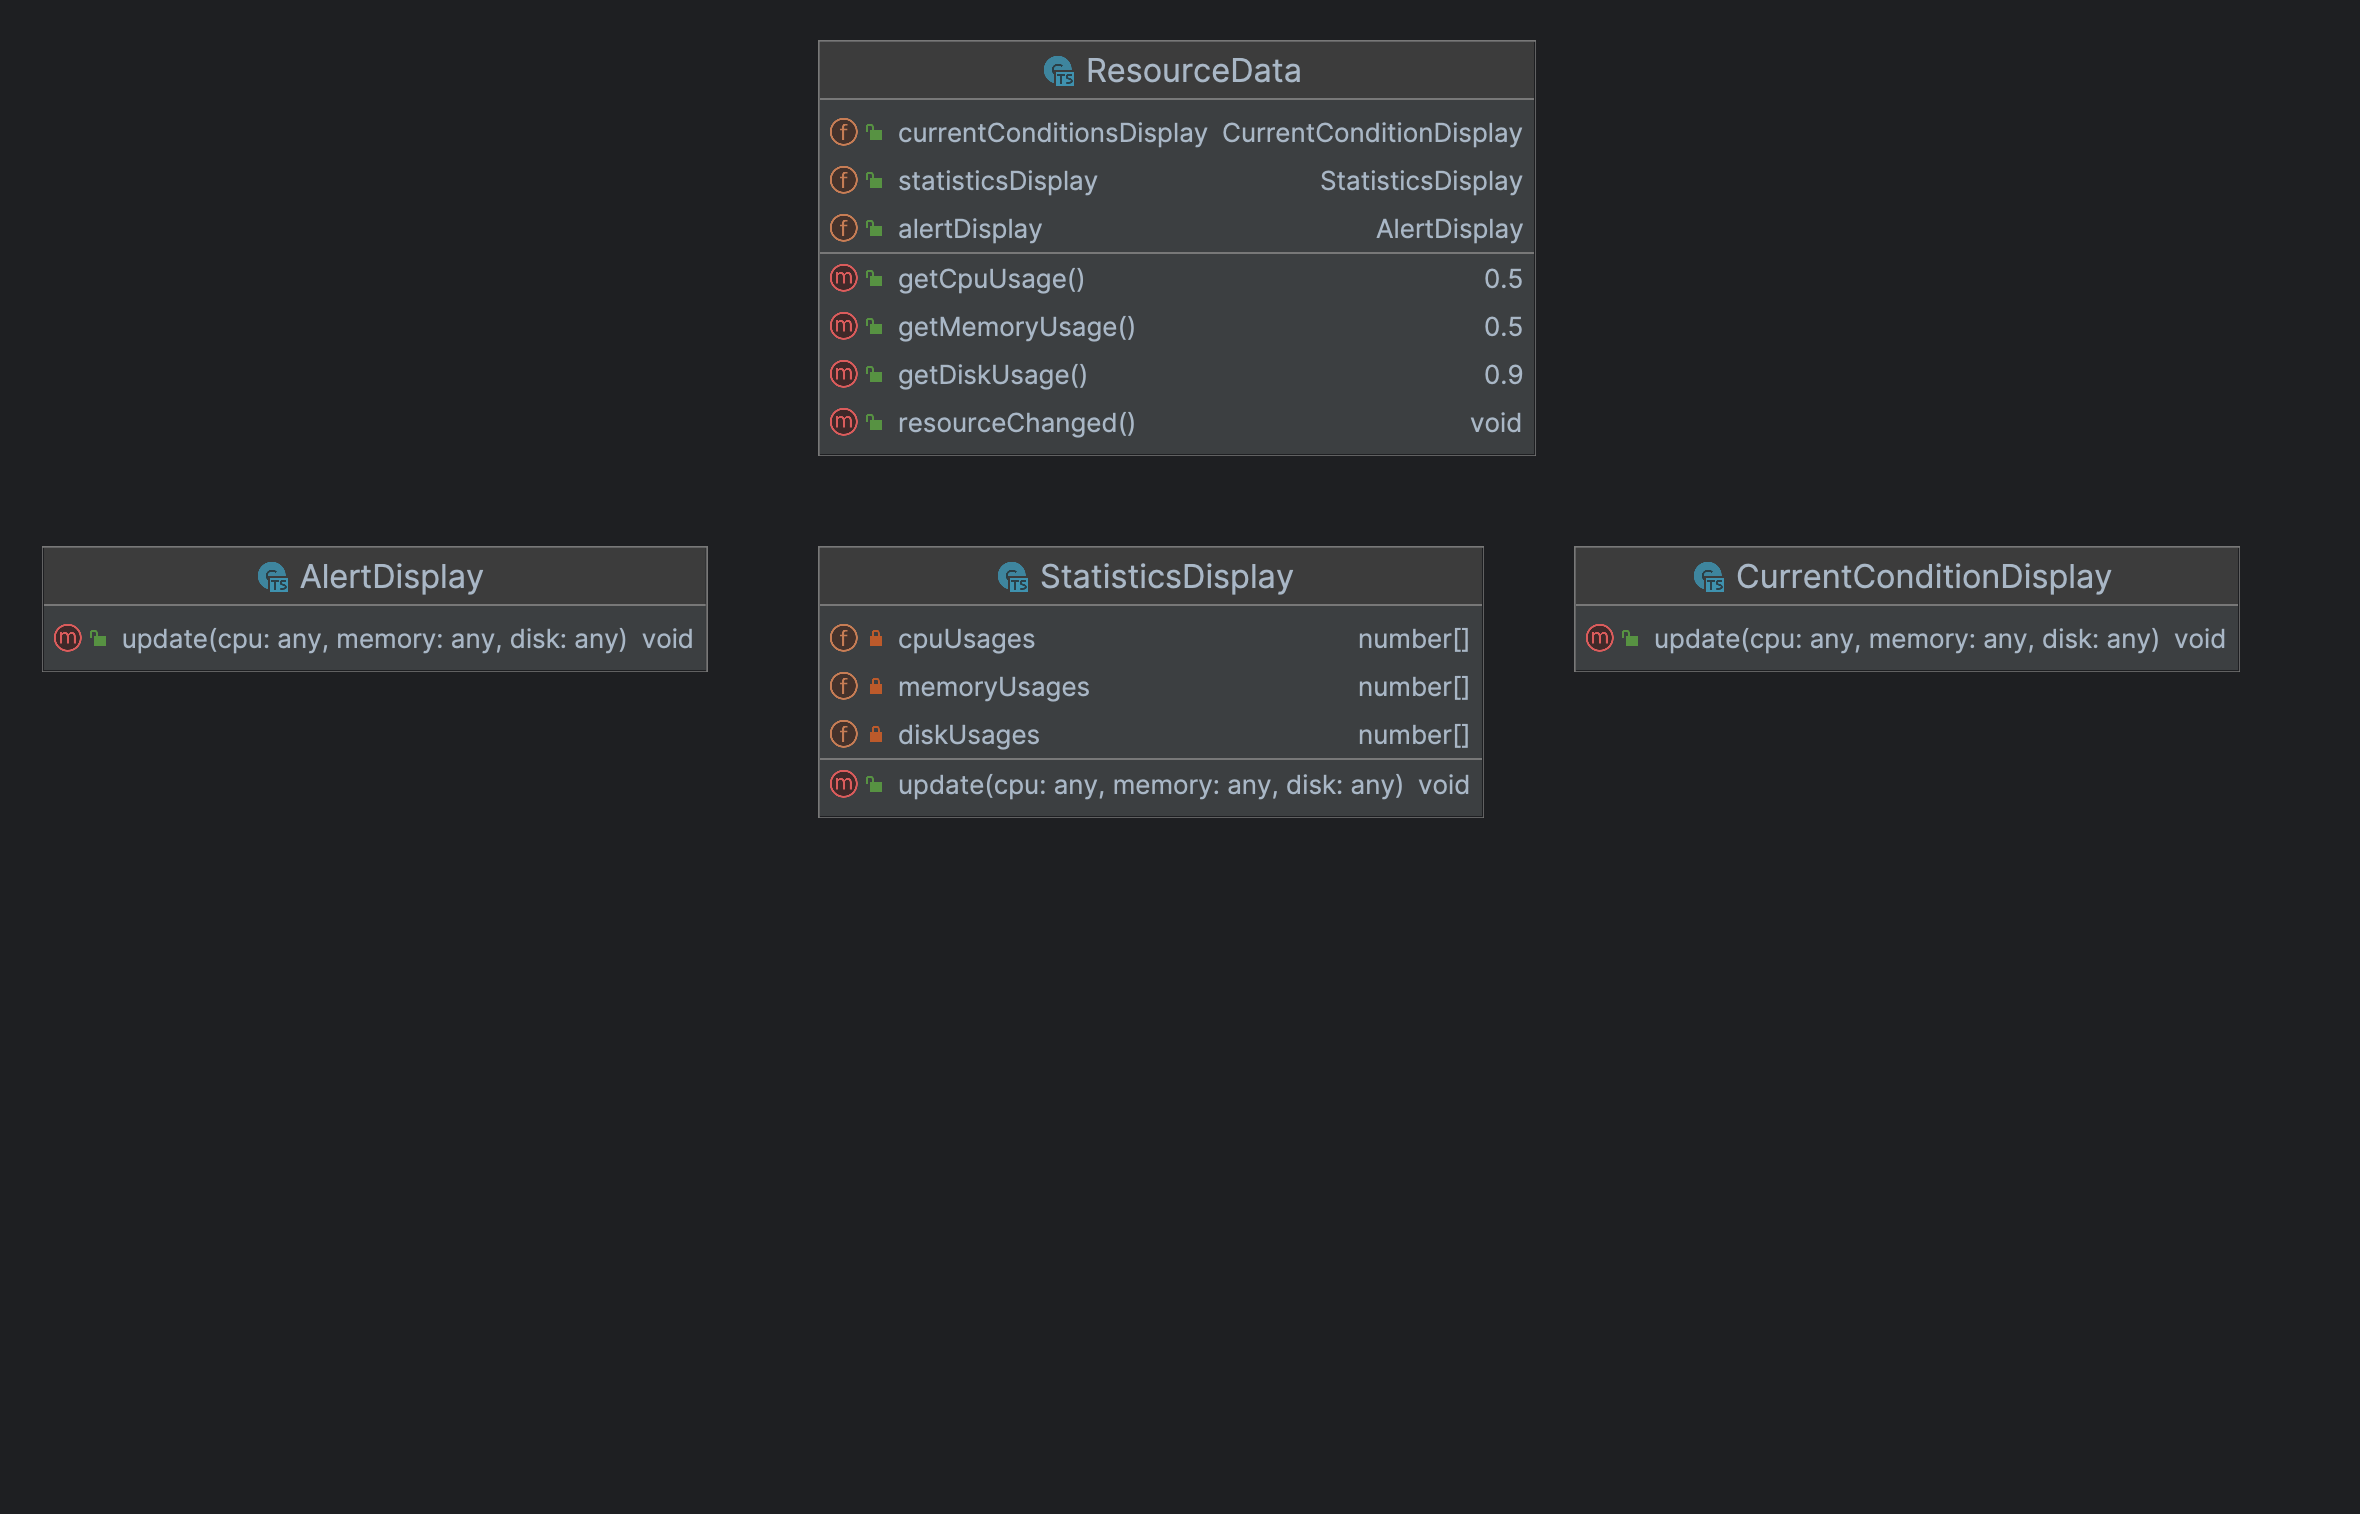 ResourceData
currentConditionsDisplay CurrentConditionDisplay
statisticsDisplay StatisticsDisplay
alertDisplay AlertDisplay
getCpuUsage() 0.5
getMemoryUsage() 0.5
getDiskUsage() 0.9
resourceChanged() void
AlertDisplay
update(cpu: any, memory: any, disk: any) void
StatisticsDisplay
cpuUsages number[]
memoryUsages number[]
diskUsages number[]
update(cpu: any, memory: any, disk: any) void
CurrentConditionDisplay
update(cpu: any, memory: any, disk: any) void